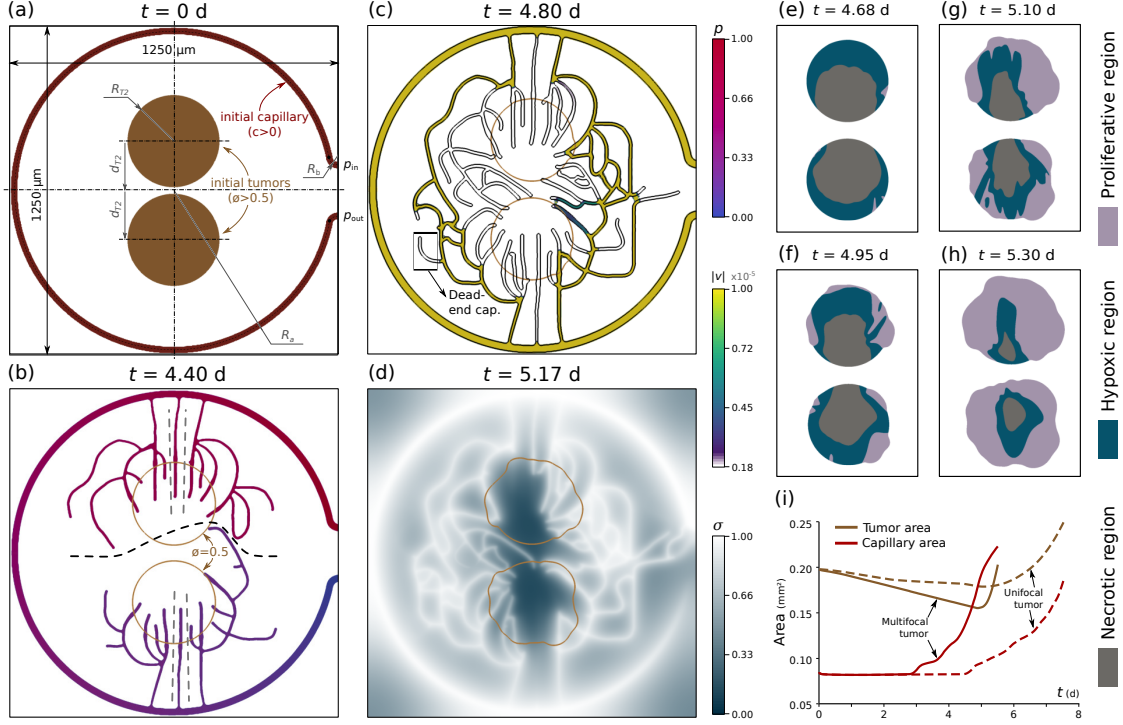 (a) t = 0 d
1250 µm
1250 µm
R_T2
d_T2
d_T2
initial capillary
(c>0)
initial tumors
(ø>0.5)
R_b
p_in
p_out
R_a
(b) t = 4.40 d
ø=0.5
(c) t = 4.80 d
Dead-
end cap.
p
1.00
0.66
0.33
0.00
|v| x10⁻⁵
1.00
0.72
0.45
0.18
(d) t = 5.17 d
σ
1.00
0.66
0.33
0.00
(e) t = 4.68
(g) t = 5.10
(f) t = 4.95
(h) t = 5.30
Proliferative region
Hypoxic region
Necrotic region
(i)
Tumor area
Capillary area
Multifocal
tumor
Unifocal
tumor
Area (mm²)
0.25
0.20
0.15
0.10
0.05
0 2 4 6 8
t (d)